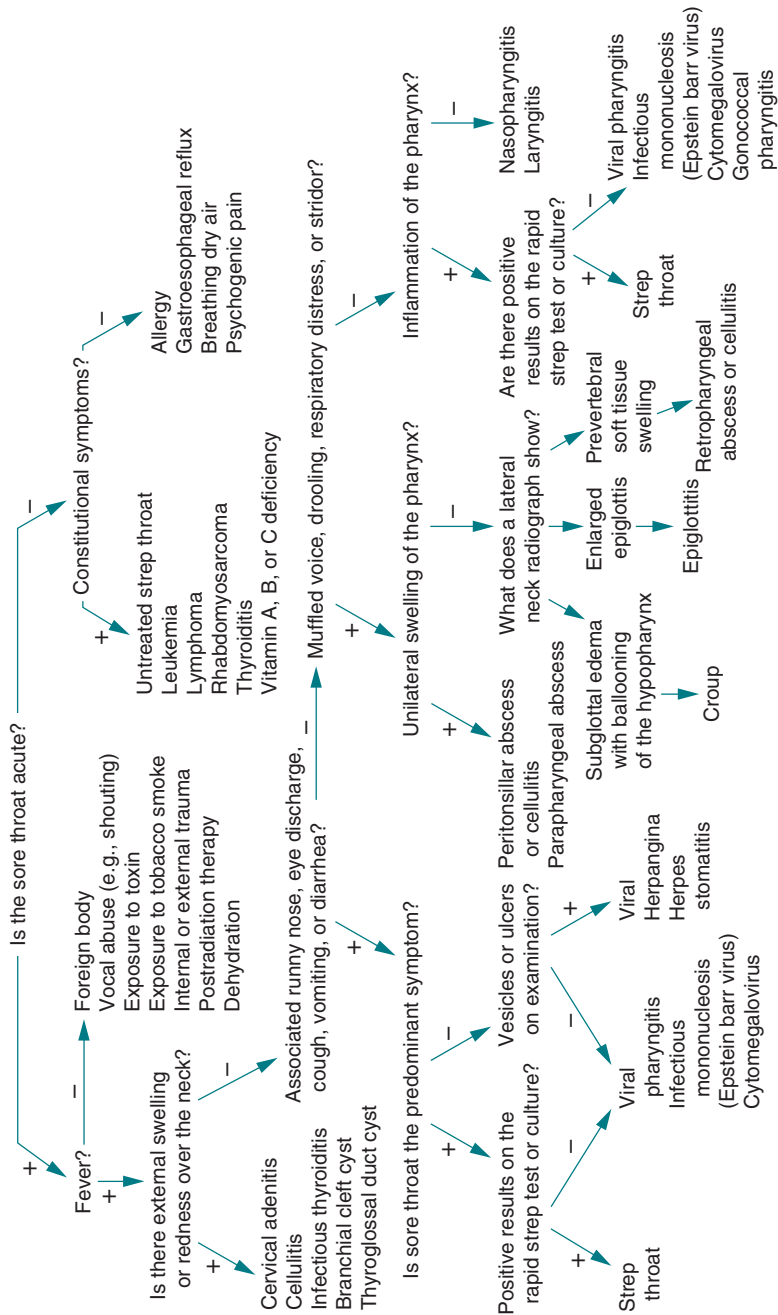 Is the sore throat acute?
+
−
Fever?
−
Foreign body
Vocal abuse (e.g., shouting)
Exposure to toxin
Exposure to tobacco smoke
Internal or external trauma
Postradiation therapy
Dehydration
+
Constitutional symptoms?
+
Untreated strep throat
Leukemia
Lymphoma
Rhabdomyosarcoma
Thyroiditis
Vitamin A, B, or C deficiency
−
Allergy
Gastroesophageal reflux
Breathing dry air
Psychogenic pain
Is there external swelling
or redness over the neck?
+
Cervical adenitis
Cellulitis
Infectious thyroiditis
Branchial cleft cyst
Thyroglossal duct cyst
−
Associated runny nose, eye discharge,
cough, vomiting, or diarrhea?
−
Muffled voice, drooling, respiratory distress, or stridor?
+
Is sore throat the predominant symptom?
+
Positive results on the
rapid strep test or culture?
+
Strep
throat
−
−
Vesicles or ulcers
on examination?
−
Viral
pharyngitis
Infectious
mononucleosis
(Epstein barr virus)
Cytomegalovirus
+
Viral
Herpangina
Herpes
stomatitis
+
Unilateral swelling of the pharynx?
+
Peritonsillar abscess
or cellulitis
Parapharyngeal abscess
−
What does a lateral
neck radiograph show?
Subglottal edema
with ballooning
of the hypopharynx
Croup
Enlarged
epiglottis
Epiglottitis
Prevertebral
soft tissue
swelling
Retropharyngeal
abscess or cellulitis
−
Inflammation of the pharynx?
+
Are there positive
results on the rapid
strep test or culture?
+
Strep
throat
−
Viral pharyngitis
Infectious
mononucleosis
(Epstein barr virus)
Cytomegalovirus
Gonococcal
pharyngitis
−
Nasopharyngitis
Laryngitis